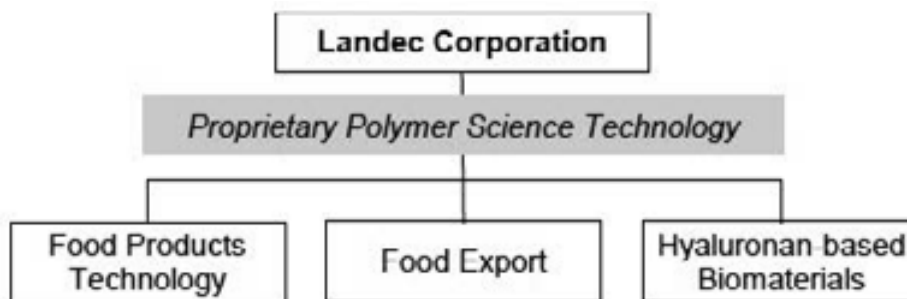 Landec Corporation
Proprietary Polymer Science Technology
Food Products
Technology
Food Export
Hyaluronan-based
Biomaterials